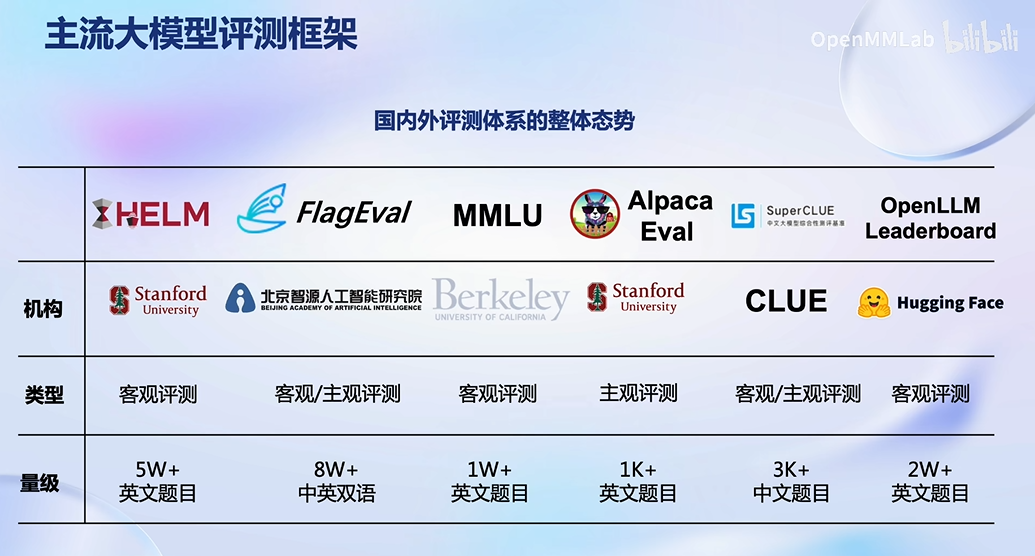 主流大模型评测框架
OpenMMLab bilibili
国内外评测体系的整体态势
HELM
FlagEval
MMLU
Alpaca
Eval
SuperCLUE
中文大模型综合性测评基准
OpenLLM
Leaderboard
机构
Stanford
University
北京智源人工智能研究院
BEIJING ACADEMY OF ARTIFICIAL INTELLIGENCE
Berkeley
UNIVERSITY OF CALIFORNIA
Stanford
University
CLUE
Hugging Face
类型
客观评测
客观/主观评测
客观评测
主观评测
客观/主观评测
客观评测
量级
5W+
英文题目
8W+
中英双语
1W+
英文题目
1K+
英文题目
3K+
中文题目
2W+
英文题目